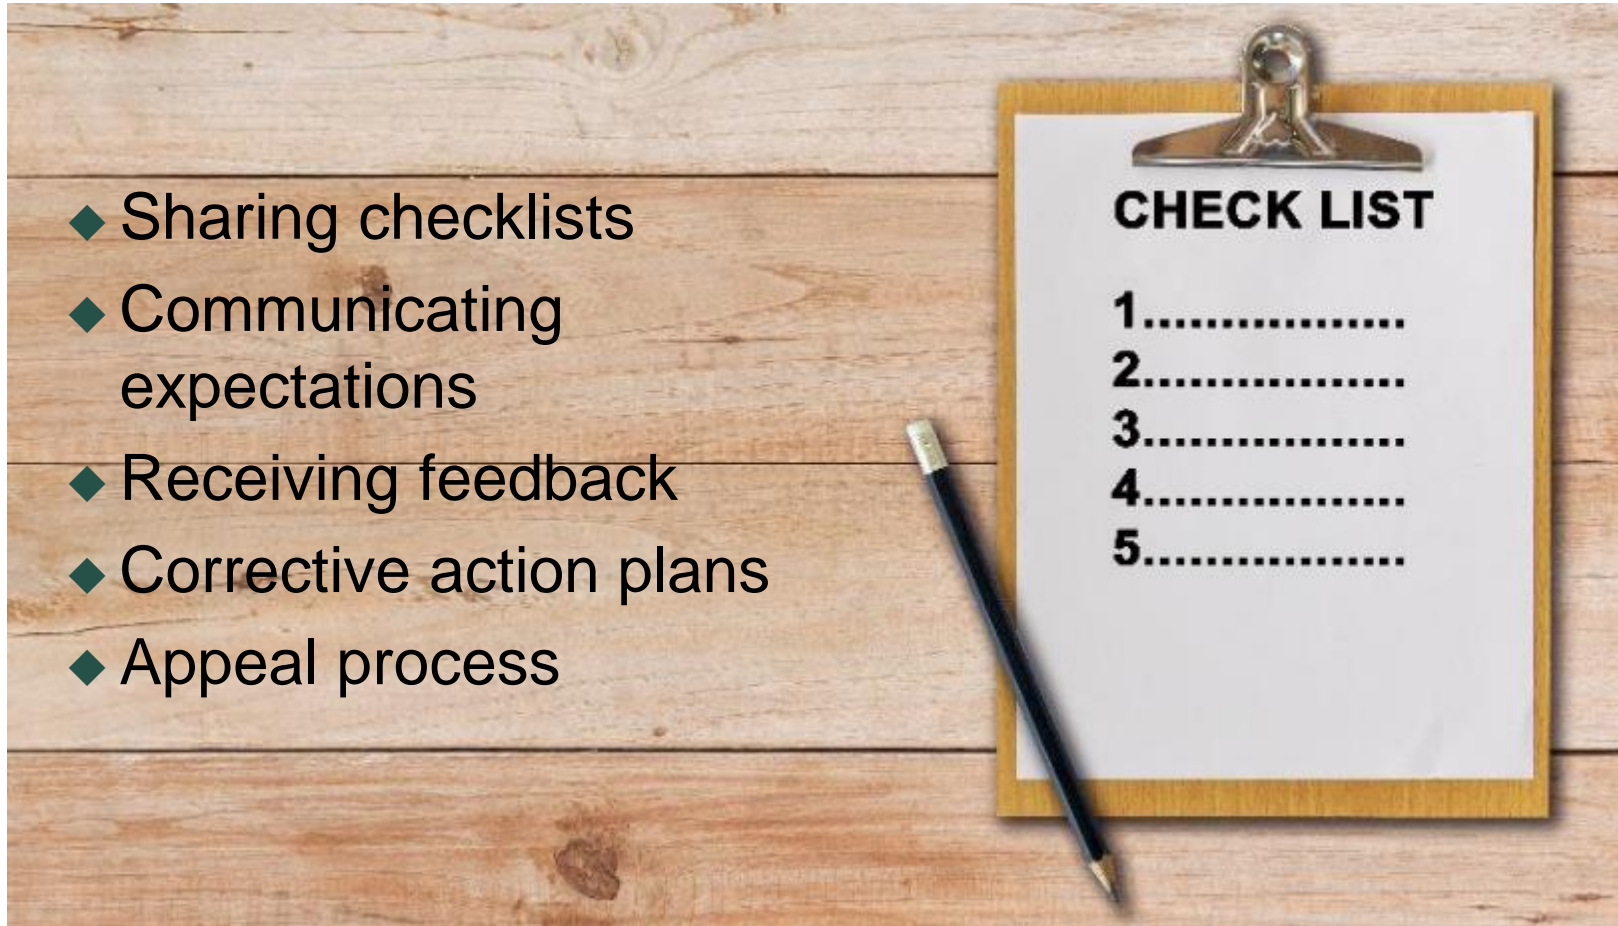 ◆ Sharing checklists
◆ Communicating
expectations
◆ Receiving feedback
◆ Corrective action plans
◆ Appeal process
CHECK LIST
1.................
2.................
3.................
4.................
5.................